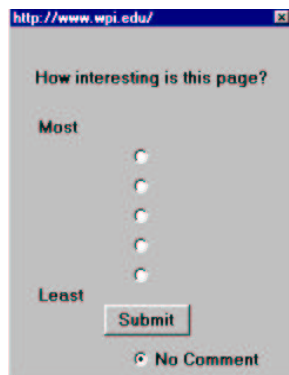 http://www.wpi.edu/
How interesting is this page?
Most
Least
Submit
No Comment